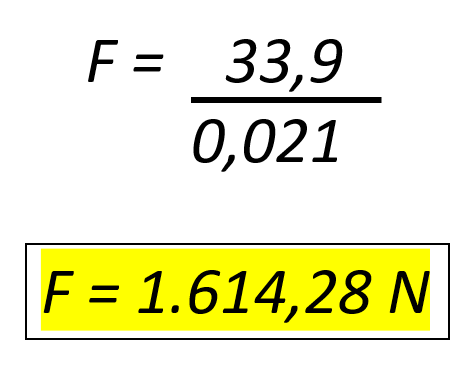 F = 33,9
0,021
F = 1.614,28 N